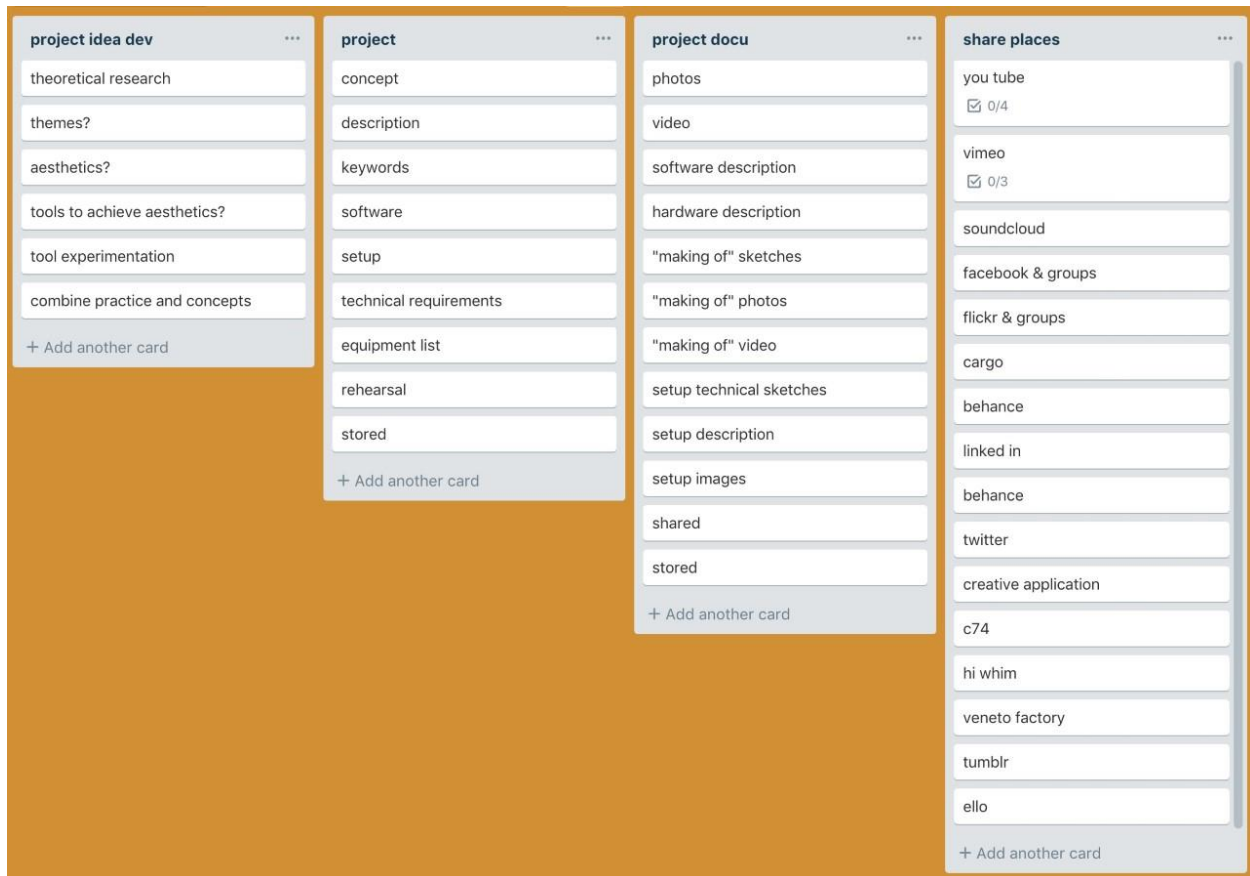 project idea dev
theoretical research
themes?
aesthetics?
tools to achieve aesthetics?
tool experimentation
combine practice and concepts
+ Add another card
project
concept
description
keywords
software
setup
technical requirements
equipment list
rehearsal
stored
+ Add another card
project docu
photos
video
software description
hardware description
"making of" sketches
"making of" photos
"making of" video
setup technical sketches
setup description
setup images
shared
stored
+ Add another card
share places
you tube
0/4
vimeo
0/3
soundcloud
facebook & groups
flickr & groups
cargo
behance
linked in
behance
twitter
creative application
c74
hi whim
veneto factory
tumblr
ello
+ Add another card